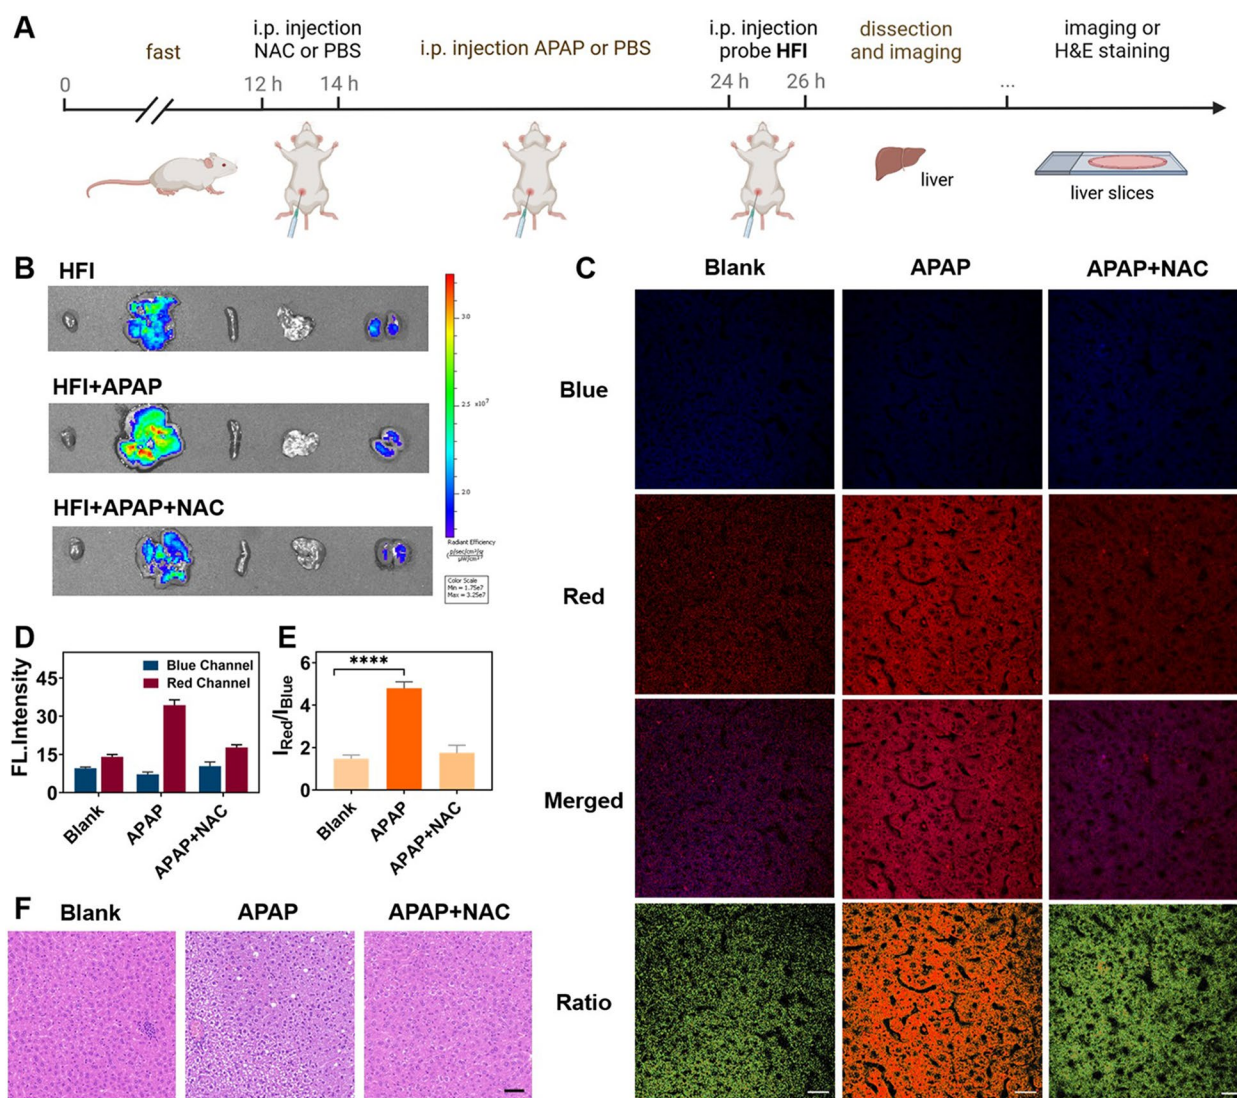 A
fast
i.p. injection
NAC or PBS
i.p. injection APAP or PBS
i.p. injection
probe HFI
dissection
and imaging
imaging or
H&E staining
0
12 h
14 h
24 h
26 h
...
liver
liver slices
B
HFI
HFI+APAP
HFI+APAP+NAC
3.0
2.5 x10⁷
2.0
Radiant Efficiency
Color Scale
Min = 1.75e7
Max = 3.25e7
C
Blank
APAP
APAP+NAC
Blue
Red
Merged
Ratio
D
FL.Intensity
45
30
15
0
Blue Channel
Red Channel
Blank
APAP
APAP+NAC
E
I Red/I Blue
6
4
2
0
****
Blank
APAP
APAP+NAC
F
Blank
APAP
APAP+NAC